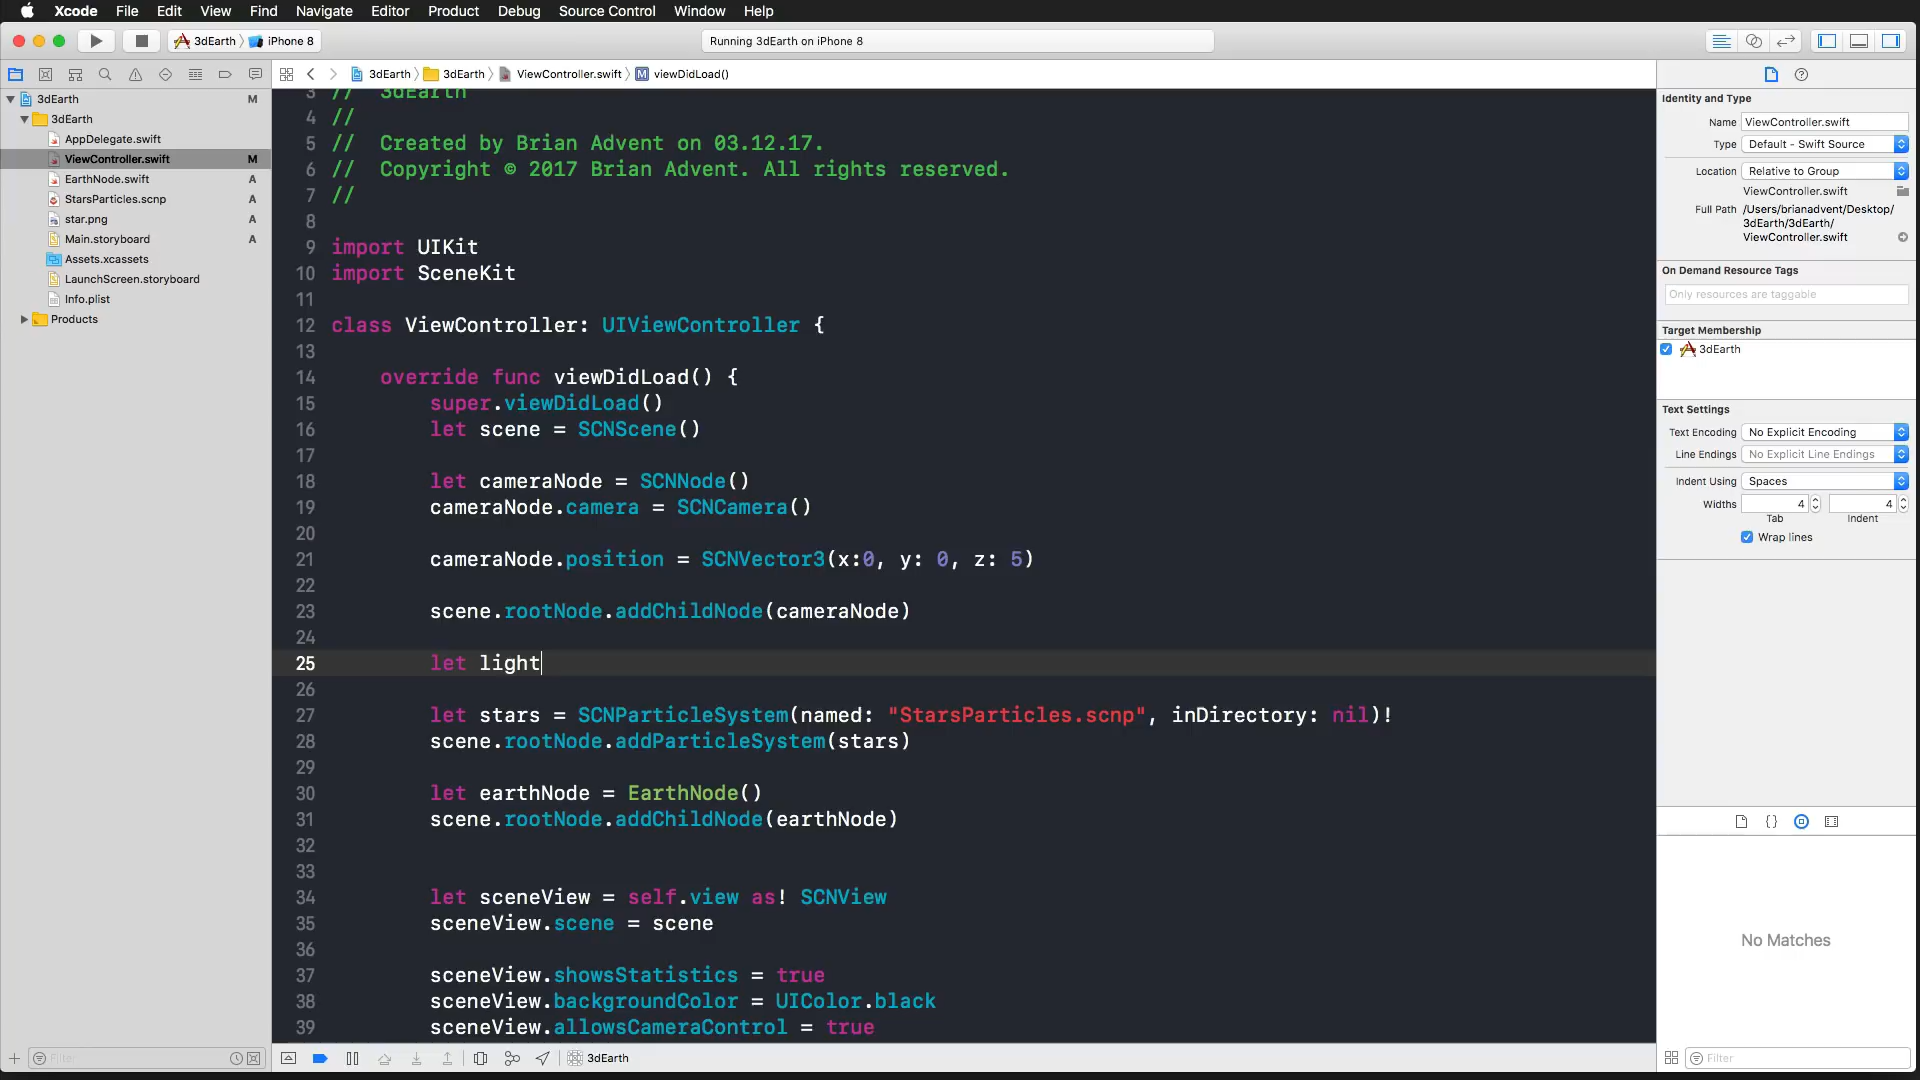 Xcode File Edit View Find Navigate Editor Product Debug Source Control Window Help
3dEarth iPhone 8
Running 3dEarth on iPhone 8
3dEarth 3dEarth ViewController.swift M viewDidLoad()
3dEarth M
3dEarth
AppDelegate.swift
ViewController.swift M
EarthNode.swift A
StarsParticles.scnp A
star.png A
Main.storyboard A
Assets.xcassets
LaunchScreen.storyboard
Info.plist
Products
Filter
3 // 3dEarth
4 //
5 // Created by Brian Advent on 03.12.17.
6 // Copyright © 2017 Brian Advent. All rights reserved.
7 //
8
9 import UIKit
10 import SceneKit
11
12 class ViewController: UIViewController {
13
14 override func viewDidLoad() {
15 super.viewDidLoad()
16 let scene = SCNScene()
17
18 let cameraNode = SCNNode()
19 cameraNode.camera = SCNCamera()
20
21 cameraNode.position = SCNVector3(x:0, y: 0, z: 5)
22
23 scene.rootNode.addChildNode(cameraNode)
24
25 let light
26
27 let stars = SCNParticleSystem(named: "StarsParticles.scnp", inDirectory: nil)!
28 scene.rootNode.addParticleSystem(stars)
29
30 let earthNode = EarthNode()
31 scene.rootNode.addChildNode(earthNode)
32
33
34 let sceneView = self.view as! SCNView
35 sceneView.scene = scene
36
37 sceneView.showsStatistics = true
38 sceneView.backgroundColor = UIColor.black
39 sceneView.allowsCameraControl = true
3dEarth
Identity and Type
Name ViewController.swift
Type Default - Swift Source
Location Relative to Group
ViewController.swift
Full Path /Users/brianadvent/Desktop/
3dEarth/3dEarth/
ViewController.swift
On Demand Resource Tags
Only resources are taggable
Target Membership
3dEarth
Text Settings
Text Encoding No Explicit Encoding
Line Endings No Explicit Line Endings
Indent Using Spaces
Widths 4 4
Tab Indent
Wrap lines
{}
No Matches
Filter